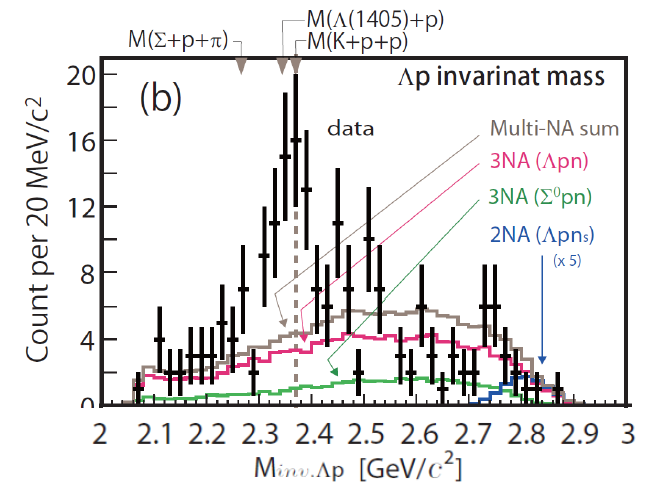 M(Λ(1405)+p)
M(Σ+p+π) M(K+p+p)
(b)
Λp invarinat mass
data
Multi-NA sum
3NA (Λpn)
3NA (Σ⁰pn)
2NA (Λpnₛ)
(x 5)
Count per 20 MeV/c²
20
16
12
8
4
0
2 2.1 2.2 2.3 2.4 2.5 2.6 2.7 2.8 2.9 3
M inv.Λp [GeV/c²]